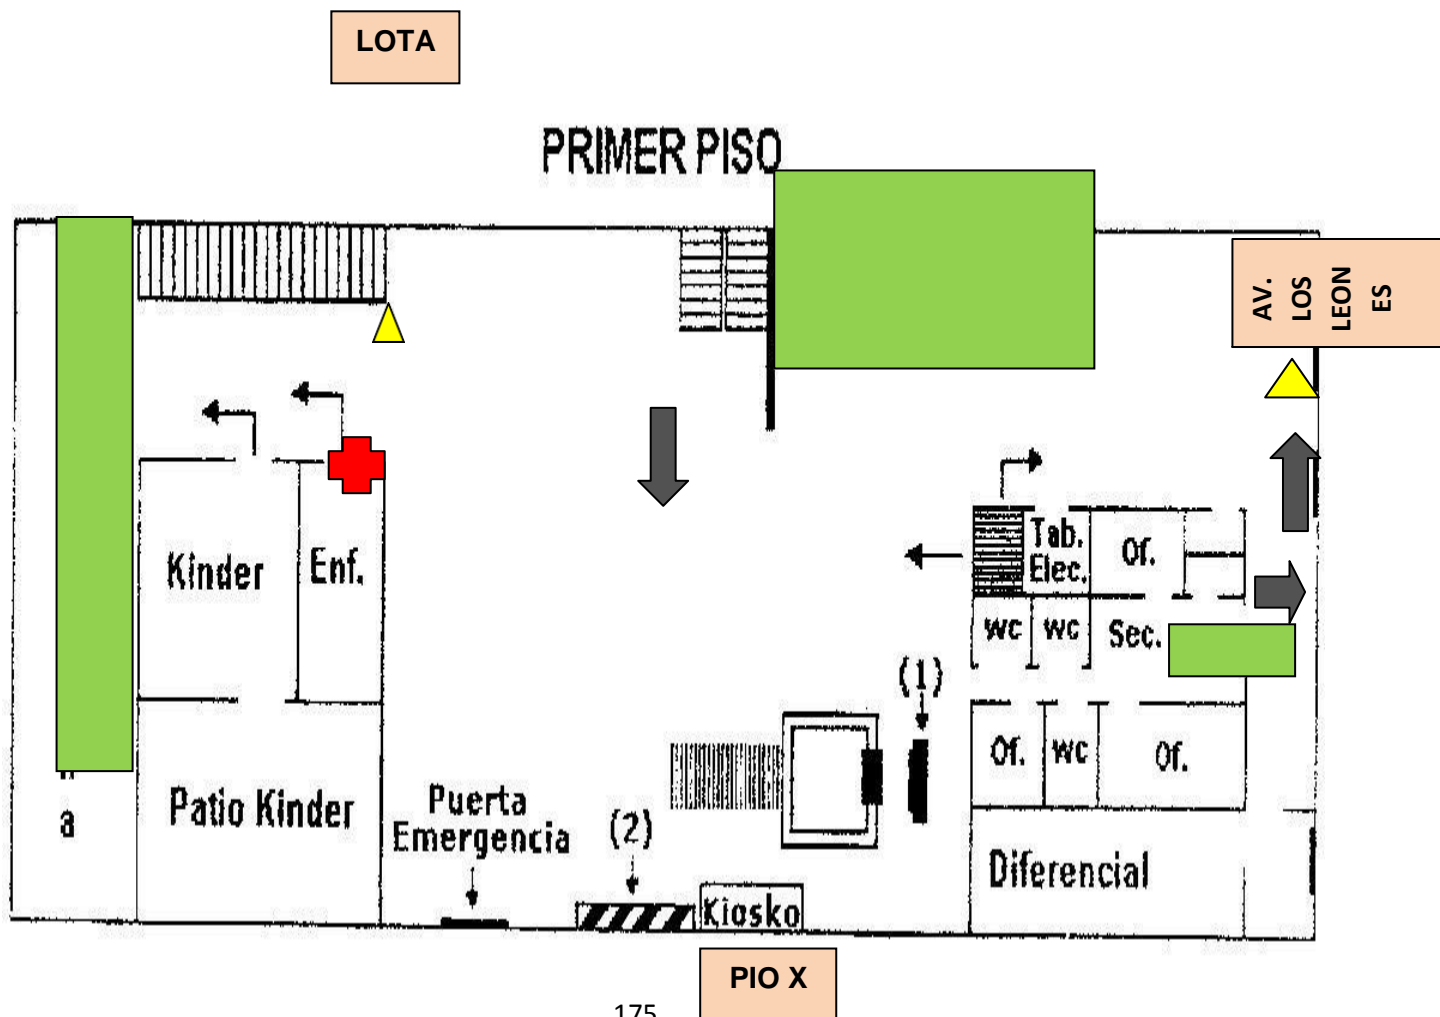 LOTA
PRIMER PISO
AV.
LOS
LEON
ES
Kinder
Enf.
Tab.
Elec.
Of.
wc
wc
Sec.
(1)
Of.
wc
Of.
Patio Kinder
a
Puerta
Emergencia
(2)
Kiosko
Diferencial
PIO X
175